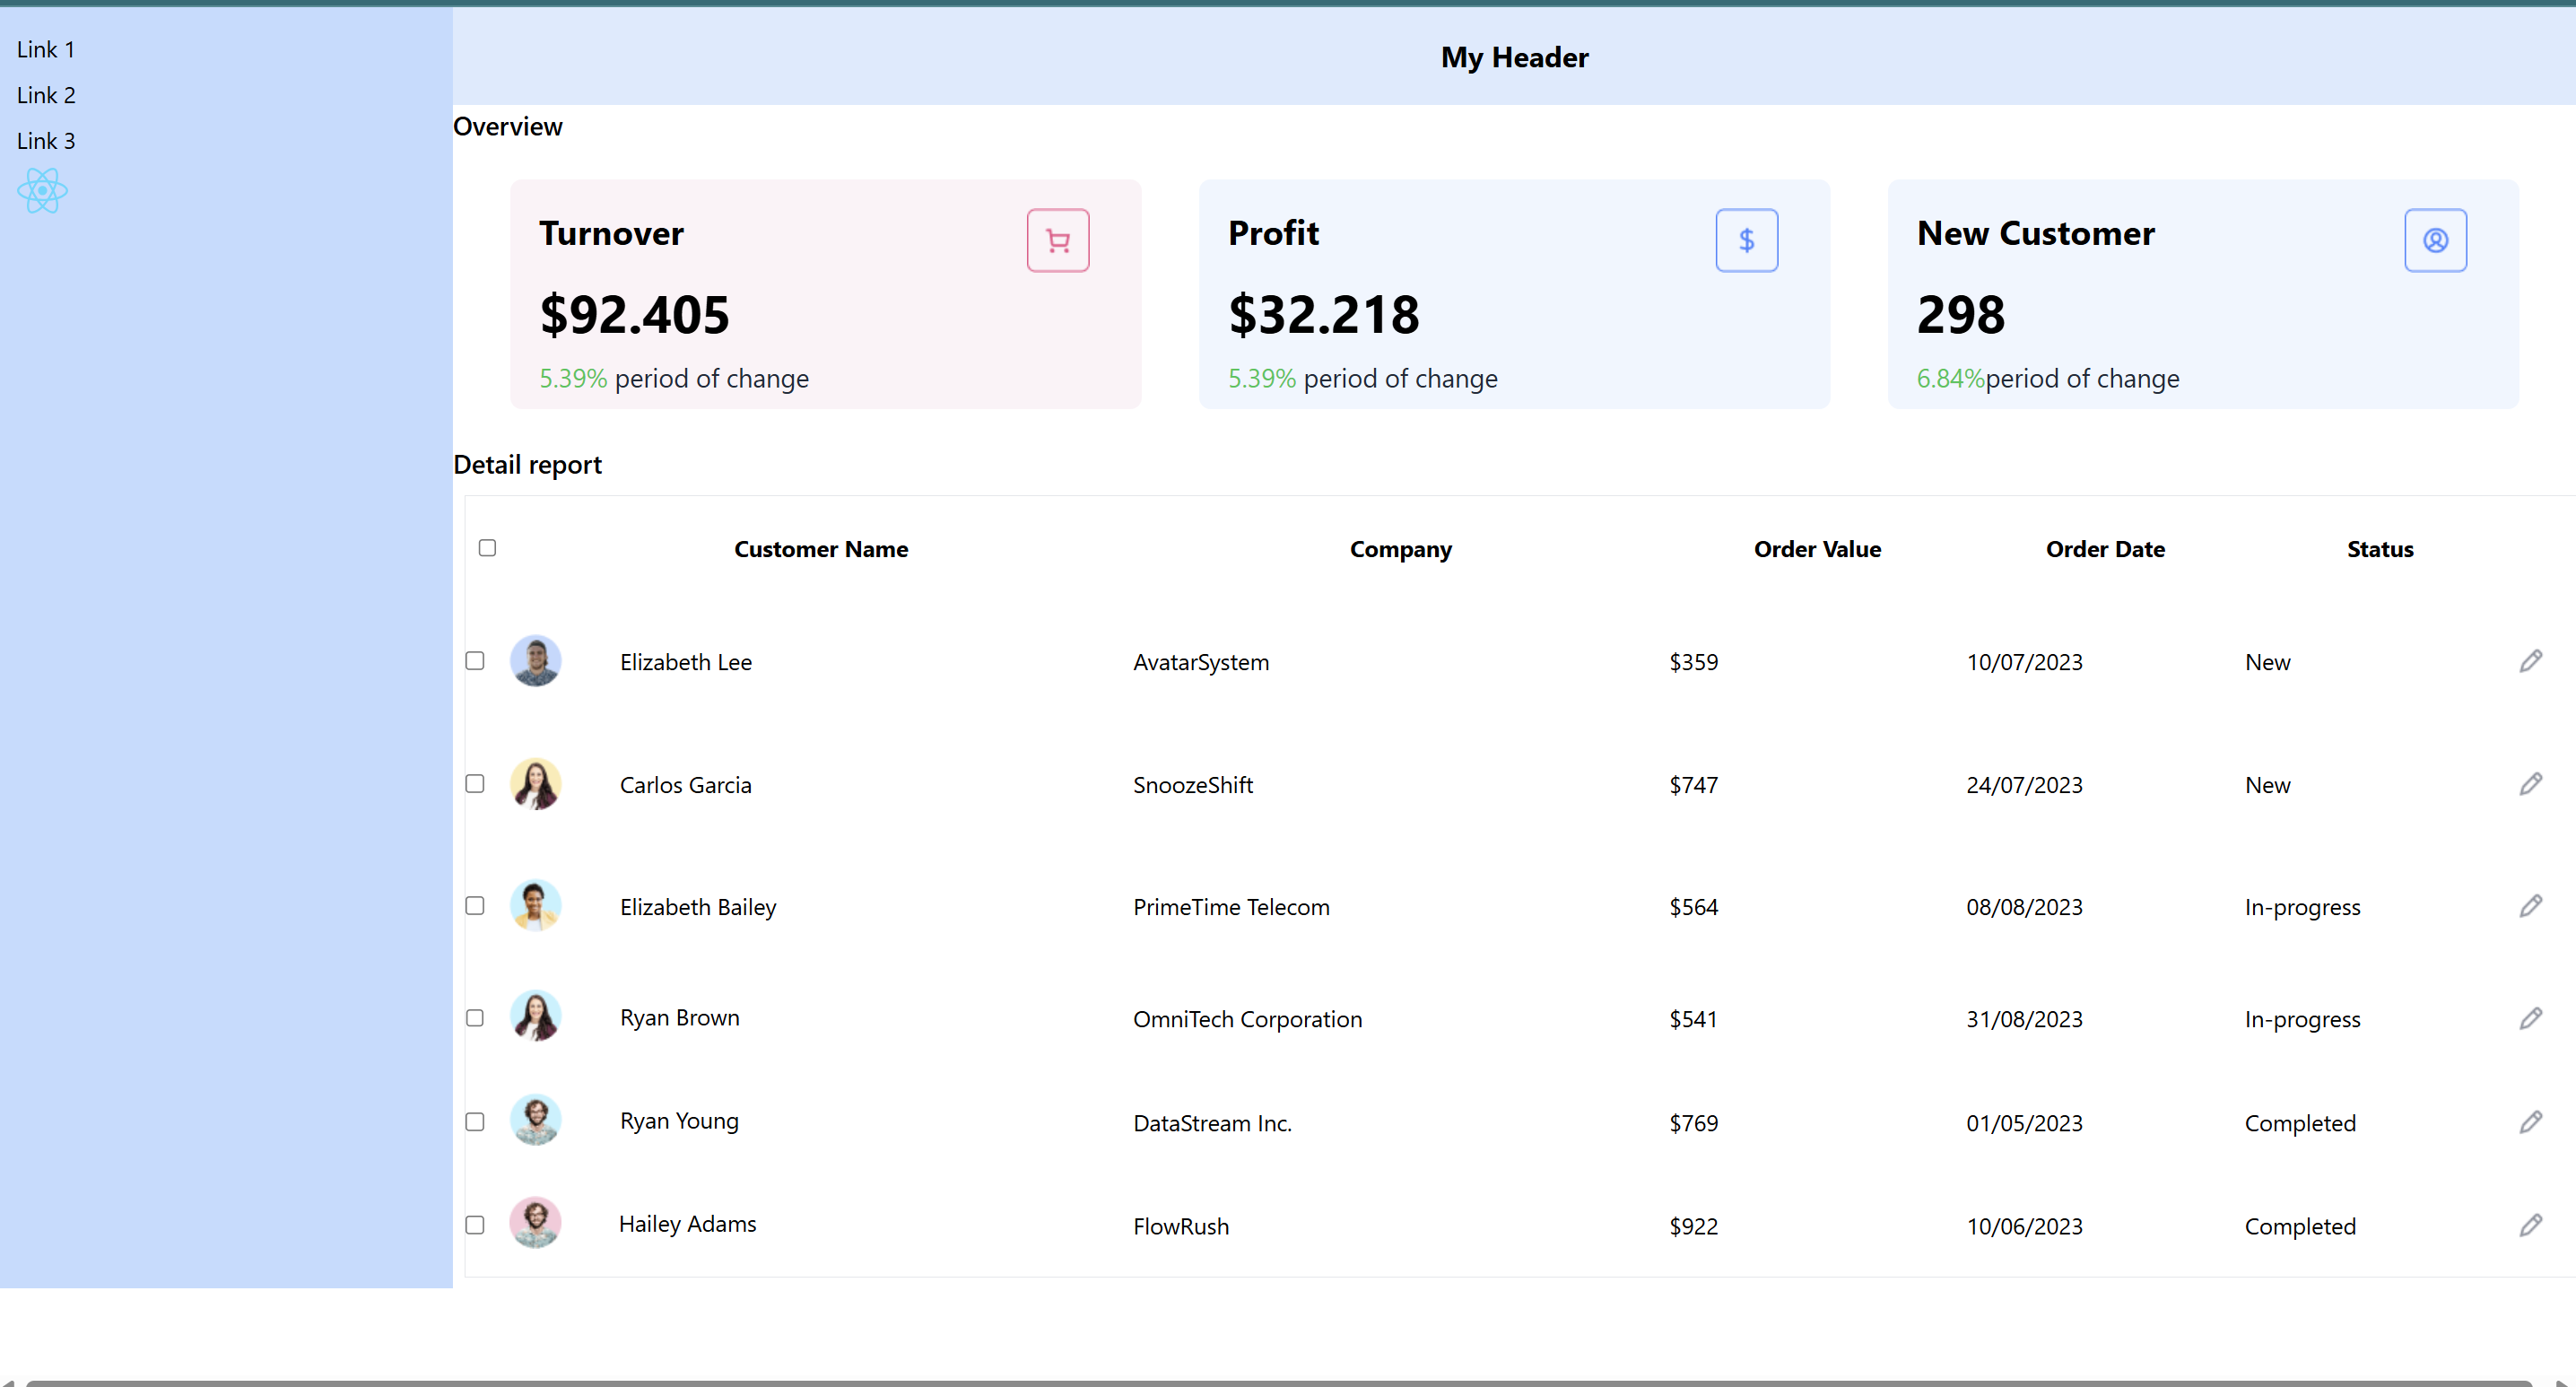 Link 1
Link 2
Link 3
My Header
Overview
Turnover
$92.405
5.39% period of change
Profit
$32.218
5.39% period of change
New Customer
298
6.84%period of change
Detail report
Customer Name Company Order Value Order Date Status
Elizabeth Lee AvatarSystem $359 10/07/2023 New
Carlos Garcia SnoozeShift $747 24/07/2023 New
Elizabeth Bailey PrimeTime Telecom $564 08/08/2023 In-progress
Ryan Brown OmniTech Corporation $541 31/08/2023 In-progress
Ryan Young DataStream Inc. $769 01/05/2023 Completed
Hailey Adams FlowRush $922 10/06/2023 Completed